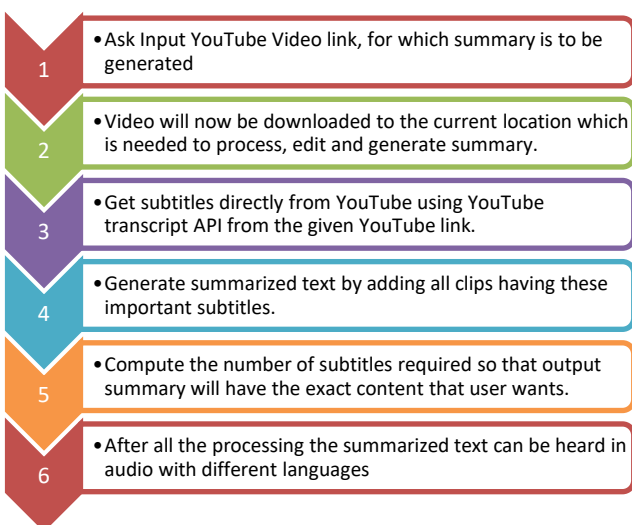 1
•Ask Input YouTube Video link, for which summary is to be
generated
2
•Video will now be downloaded to the current location which
is needed to process, edit and generate summary.
3
•Get subtitles directly from YouTube using YouTube
transcript API from the given YouTube link.
4
•Generate summarized text by adding all clips having these
important subtitles.
5
•Compute the number of subtitles required so that output
summary will have the exact content that user wants.
6
•After all the processing the summarized text can be heard in
audio with different languages